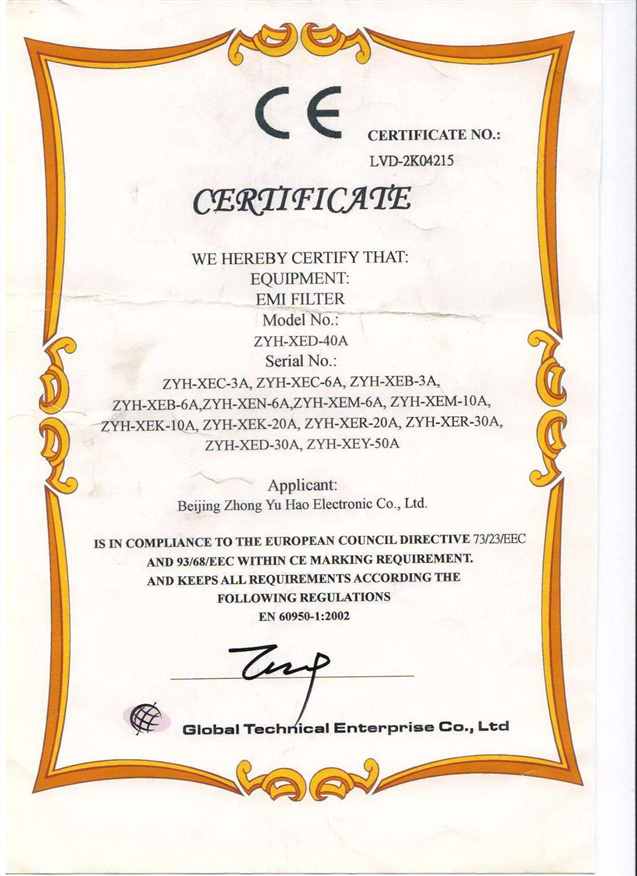 CE
CERTIFICATE NO.:
LVD-2K04215
CERTIFICATE
WE HEREBY CERTIFY THAT:
EQUIPMENT:
EMI FILTER
Model No.:
ZYH-XED-40A
Serial No.:
ZYH-XEC-3A, ZYH-XEC-6A, ZYH-XEB-3A,
ZYH-XEB-6A,ZYH-XEN-6A,ZYH-XEM-6A, ZYH-XEM-10A,
ZYH-XEK-10A, ZYH-XEK-20A, ZYH-XER-20A, ZYH-XER-30A,
ZYH-XED-30A, ZYH-XEY-50A
Applicant:
Beijing Zhong Yu Hao Electronic Co., Ltd.
IS IN COMPLIANCE TO THE EUROPEAN COUNCIL DIRECTIVE 73/23/EEC
AND 93/68/EEC WITHIN CE MARKING REQUIREMENT.
AND KEEPS ALL REQUIREMENTS ACCORDING THE
FOLLOWING REGULATIONS
EN 60950-1:2002
Global Technical Enterprise Co., Ltd